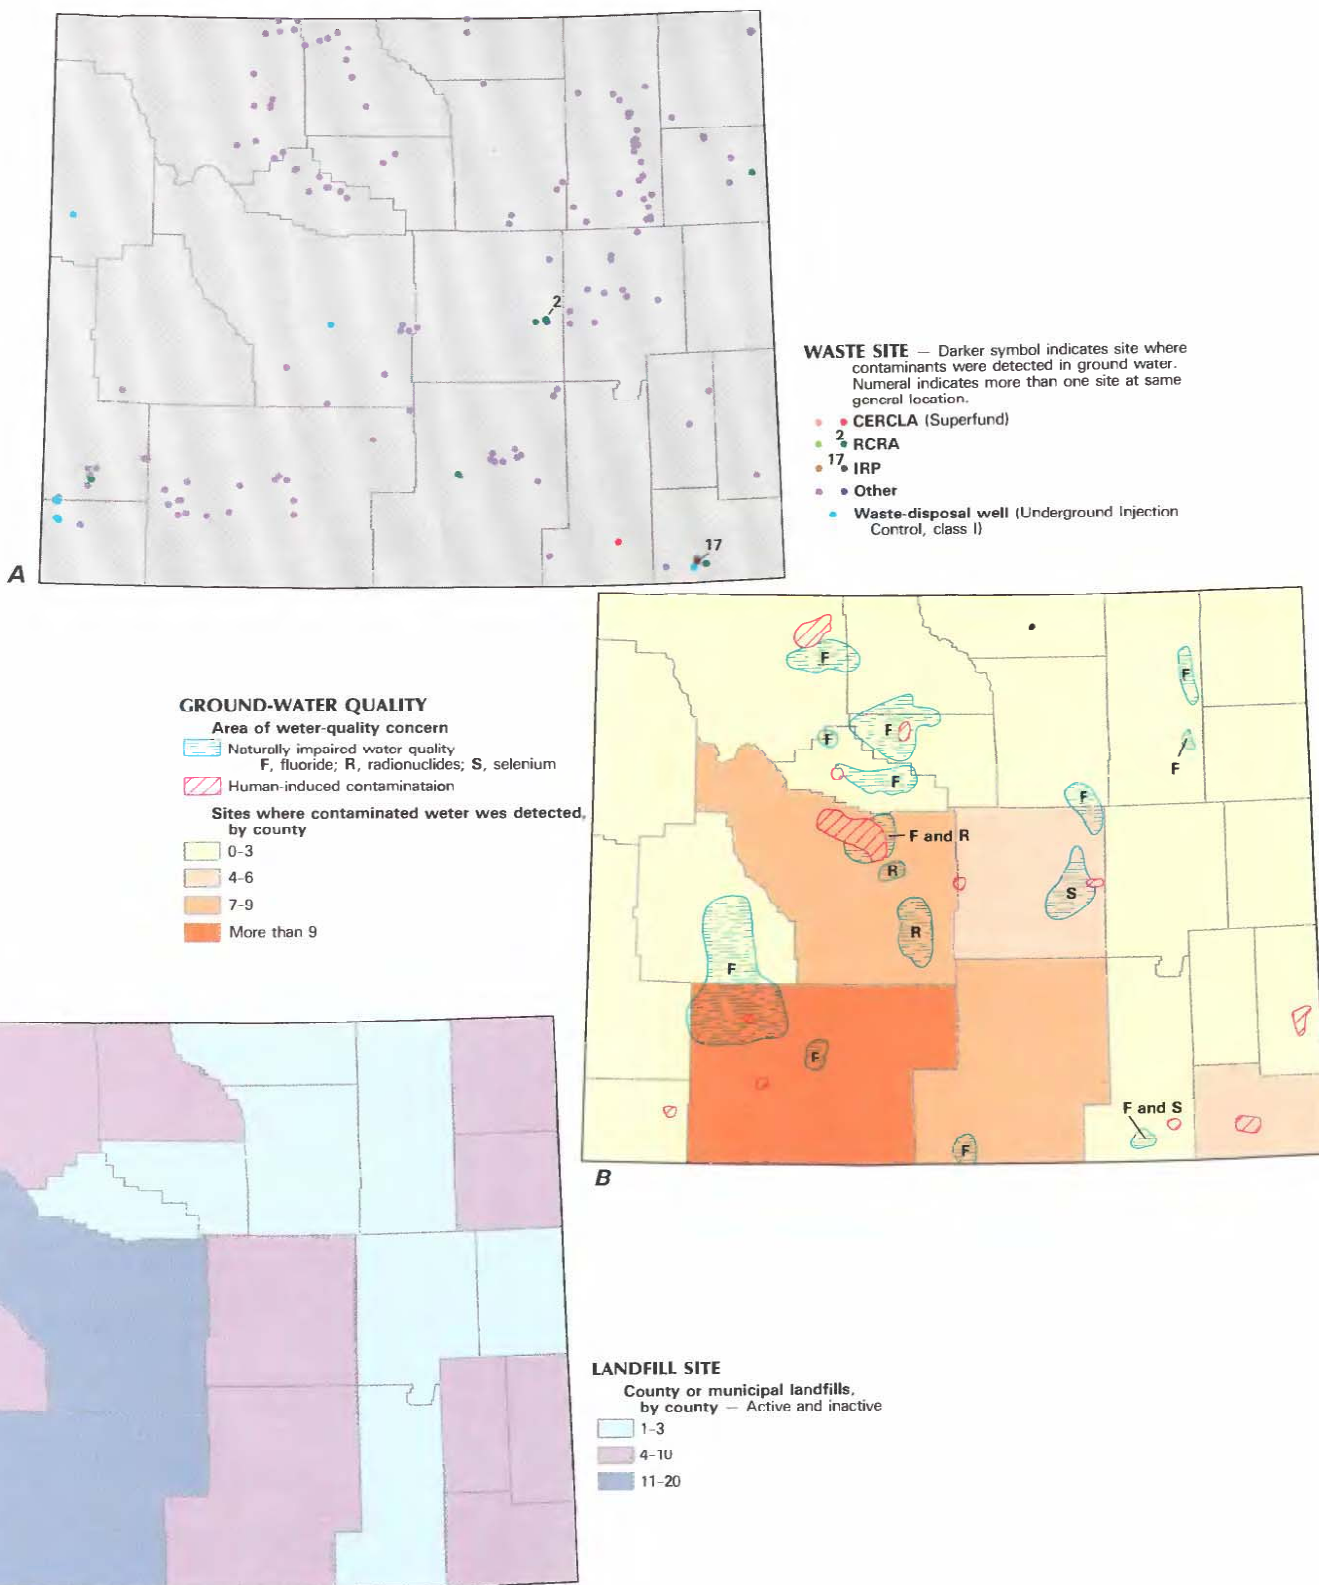 2
17
A
WASTE SITE — Darker symbol indicates site where
contaminants were detected in ground water.
Numeral indicates more than one site at same
general location.
CERCLA (Superfund)
2 RCRA
17 IRP
Other
Waste-disposal well (Underground Injection
Control, class I)
GROUND-WATER QUALITY
Area of weter-quality concern
Naturally impaired water quality
F, fluoride; R, radionuclides; S, selenium
Human-induced contaminataion
Sites where contaminated water wes detected,
by county
0-3
4-6
7-9
More than 9
F
F
F
F
F
F
F
F and R
R
S
R
F
F
F and S
F
B
LANDFILL SITE
County or municipal landfills,
by county — Active and inactive
1-3
4-10
11-20